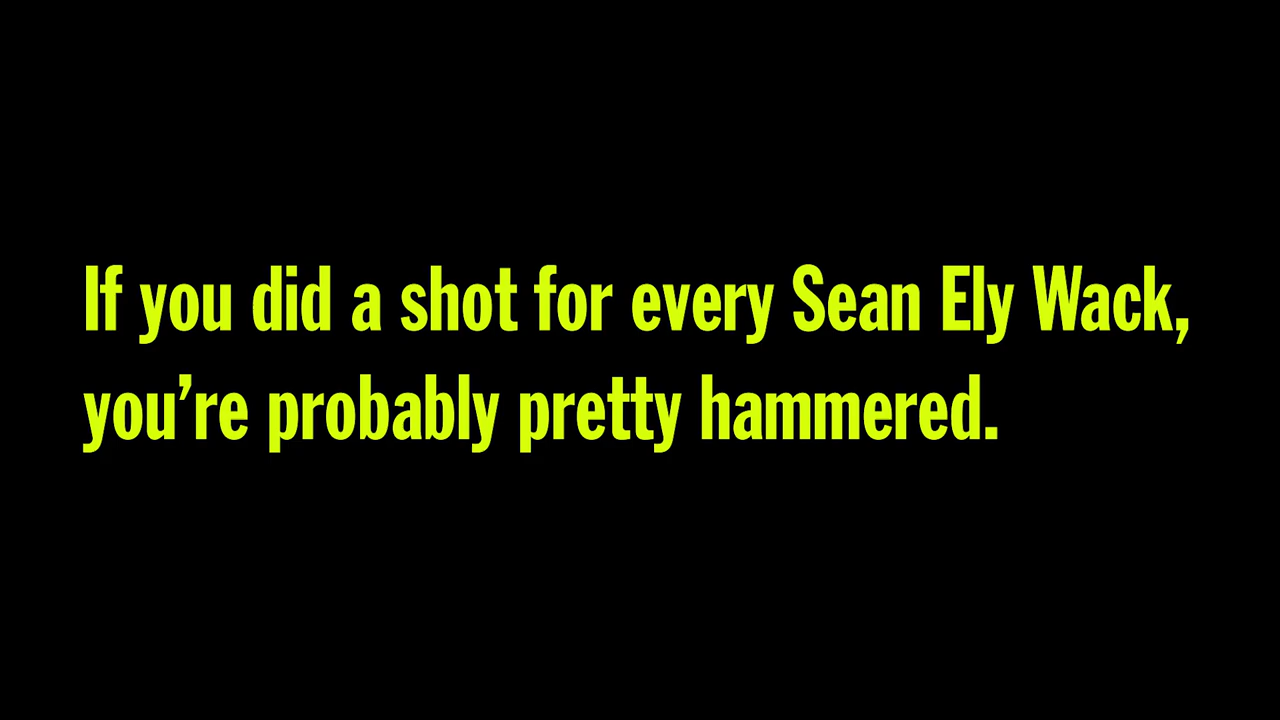 If you did a shot for every Sean Ely Wack,
you’re probably pretty hammered.